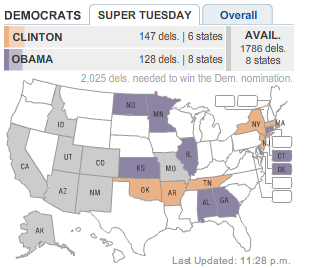 DEMOCRATS SUPER TUESDAY Overall
CLINTON 147 dels. | 6 states AVAIL.
OBAMA 128 dels. | 8 states 1786 dels.
8 states
2,025 dels. needed to win the Dem. nomination.
ND
MN
ID
NY
MA
NJ
CT
DE
UT CO
CA
KS MO IL
AZ NM
OK AR TN
AL GA
AK
Last Updated: 11:28 p.m.